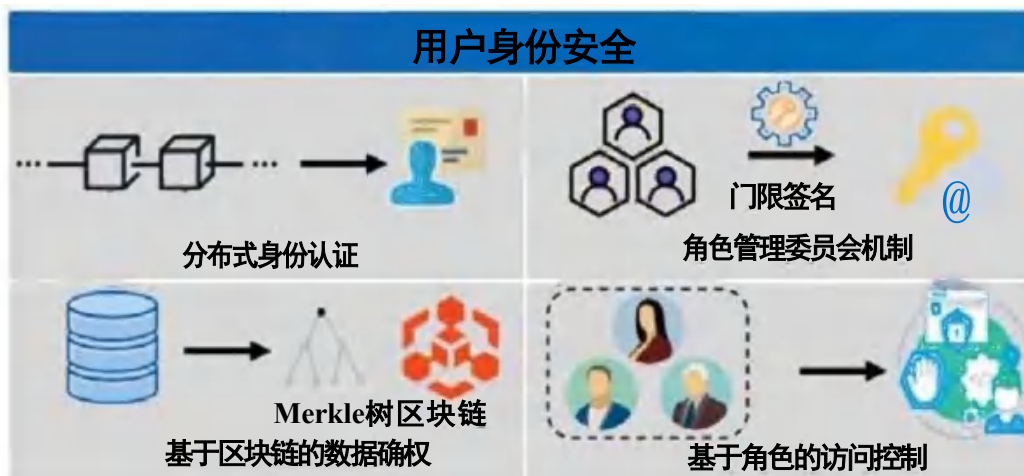 用户身份安全
分布式身份认证
门限签名
@
角色管理委员会机制
Merkle树区块链
基于区块链的数据确权
基于角色的访问控制